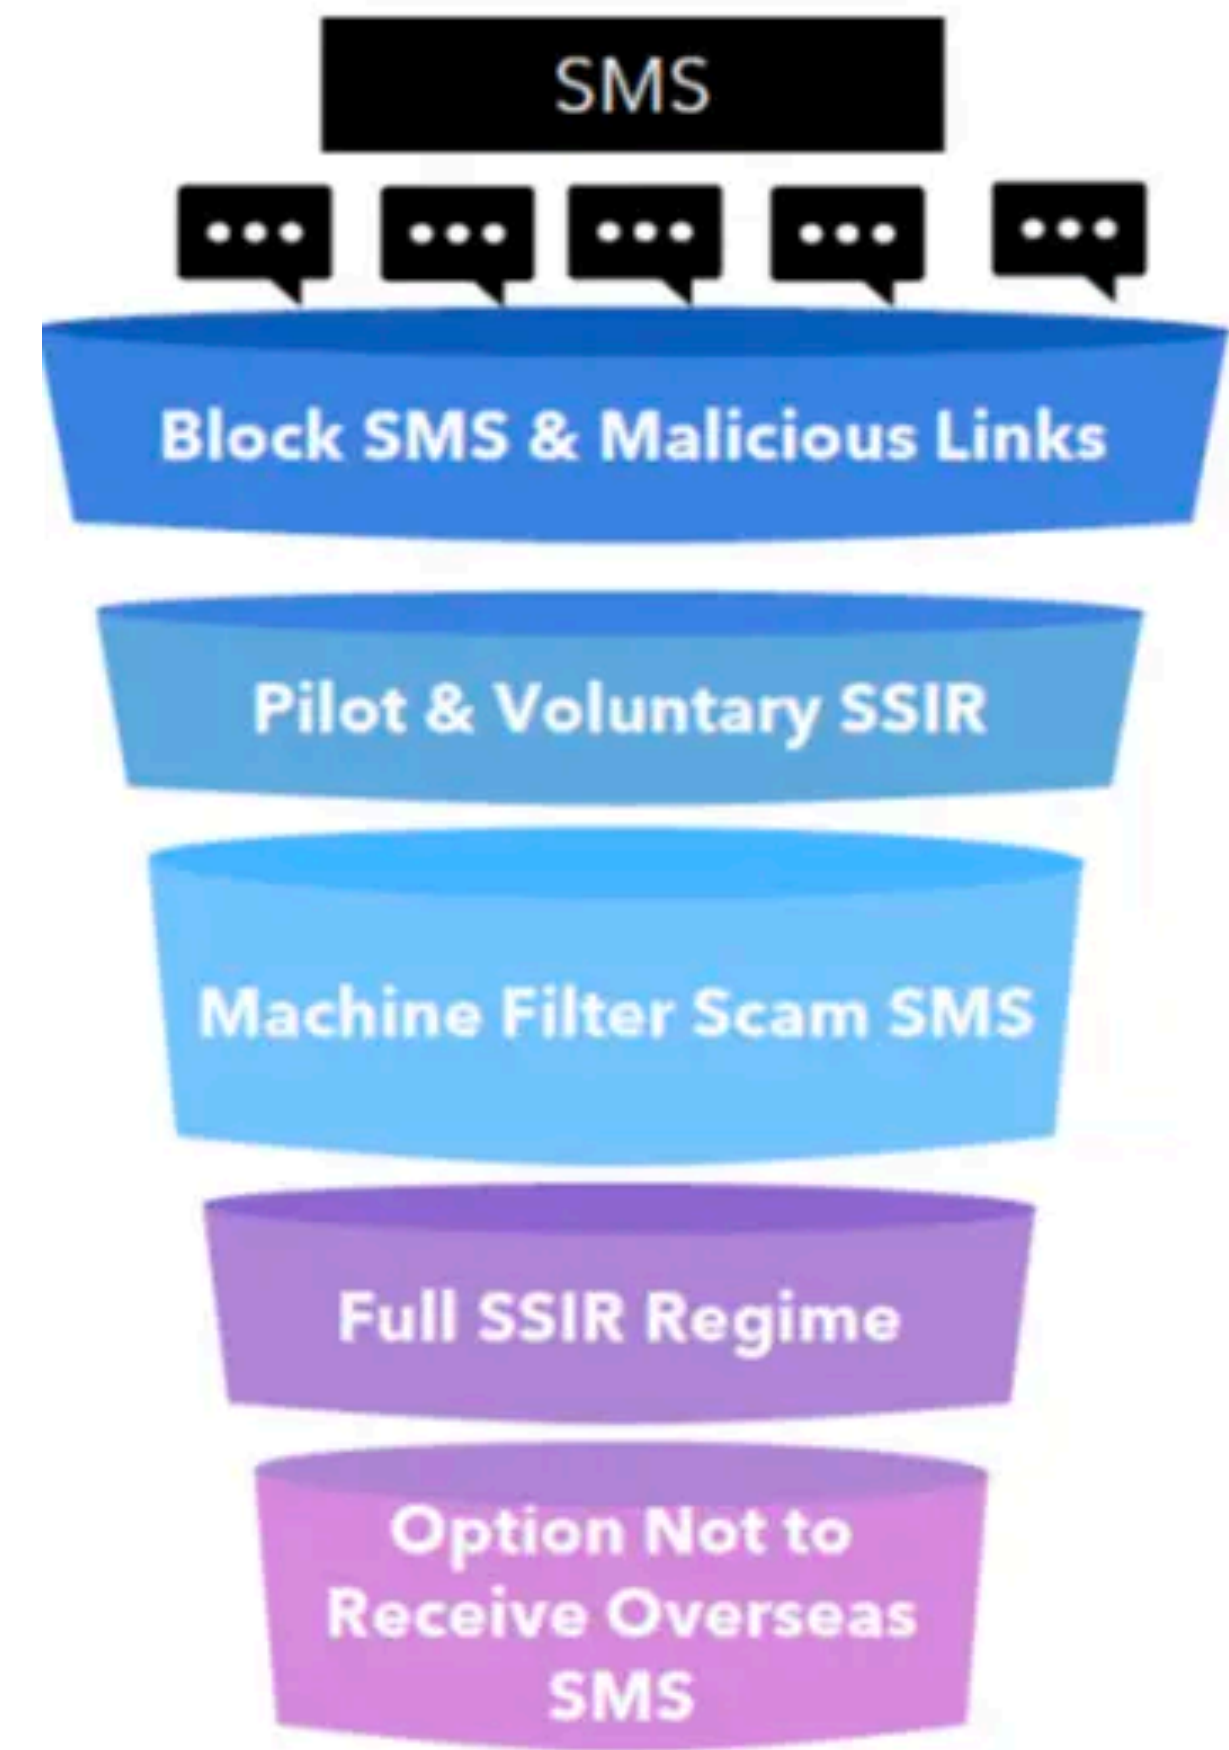 SMS
Block SMS & Malicious Links
Pilot & Voluntary SSIR
Machine Filter Scam SMS
Full SSIR Regime
Option Not to
Receive Overseas
SMS